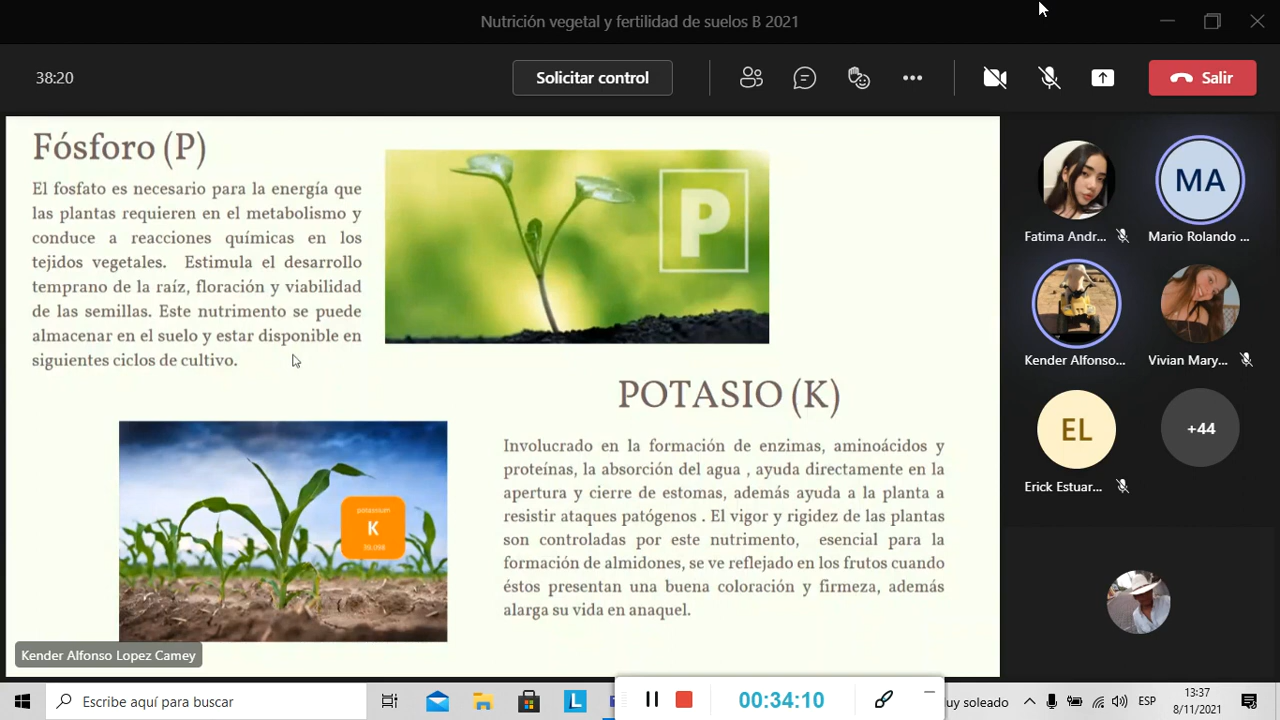 Nutrición vegetal y fertilidad de suelos B 2021
38:20
Solicitar control
Salir
Fósforo (P)
El fosfato es necesario para la energía que
las plantas requieren en el metabolismo y
conduce a reacciones químicas en los
tejidos vegetales. Estimula el desarrollo
temprano de la raíz, floración y viabilidad
de las semillas. Este nutrimento se puede
almacenar en el suelo y estar disponible en
siguientes ciclos de cultivo.
P
POTASIO (K)
Involucrado en la formación de enzimas, aminoácidos y
proteínas, la absorción del agua , ayuda directamente en la
apertura y cierre de estomas, además ayuda a la planta a
resistir ataques patógenos . El vigor y rigidez de las plantas
son controladas por este nutrimento, esencial para la
formación de almidones, se ve reflejado en los frutos cuando
éstos presentan una buena coloración y firmeza, además
alarga su vida en anaquel.
potassium
K
39.098
Kender Alfonso Lopez Camey
Fatima Andr...
MA
Mario Rolando ...
Kender Alfonso...
Vivian Mary...
EL
Erick Estuar...
+44
Escribe aquí para buscar
L
00:34:10
uy soleado
ESP
13:37
8/11/2021